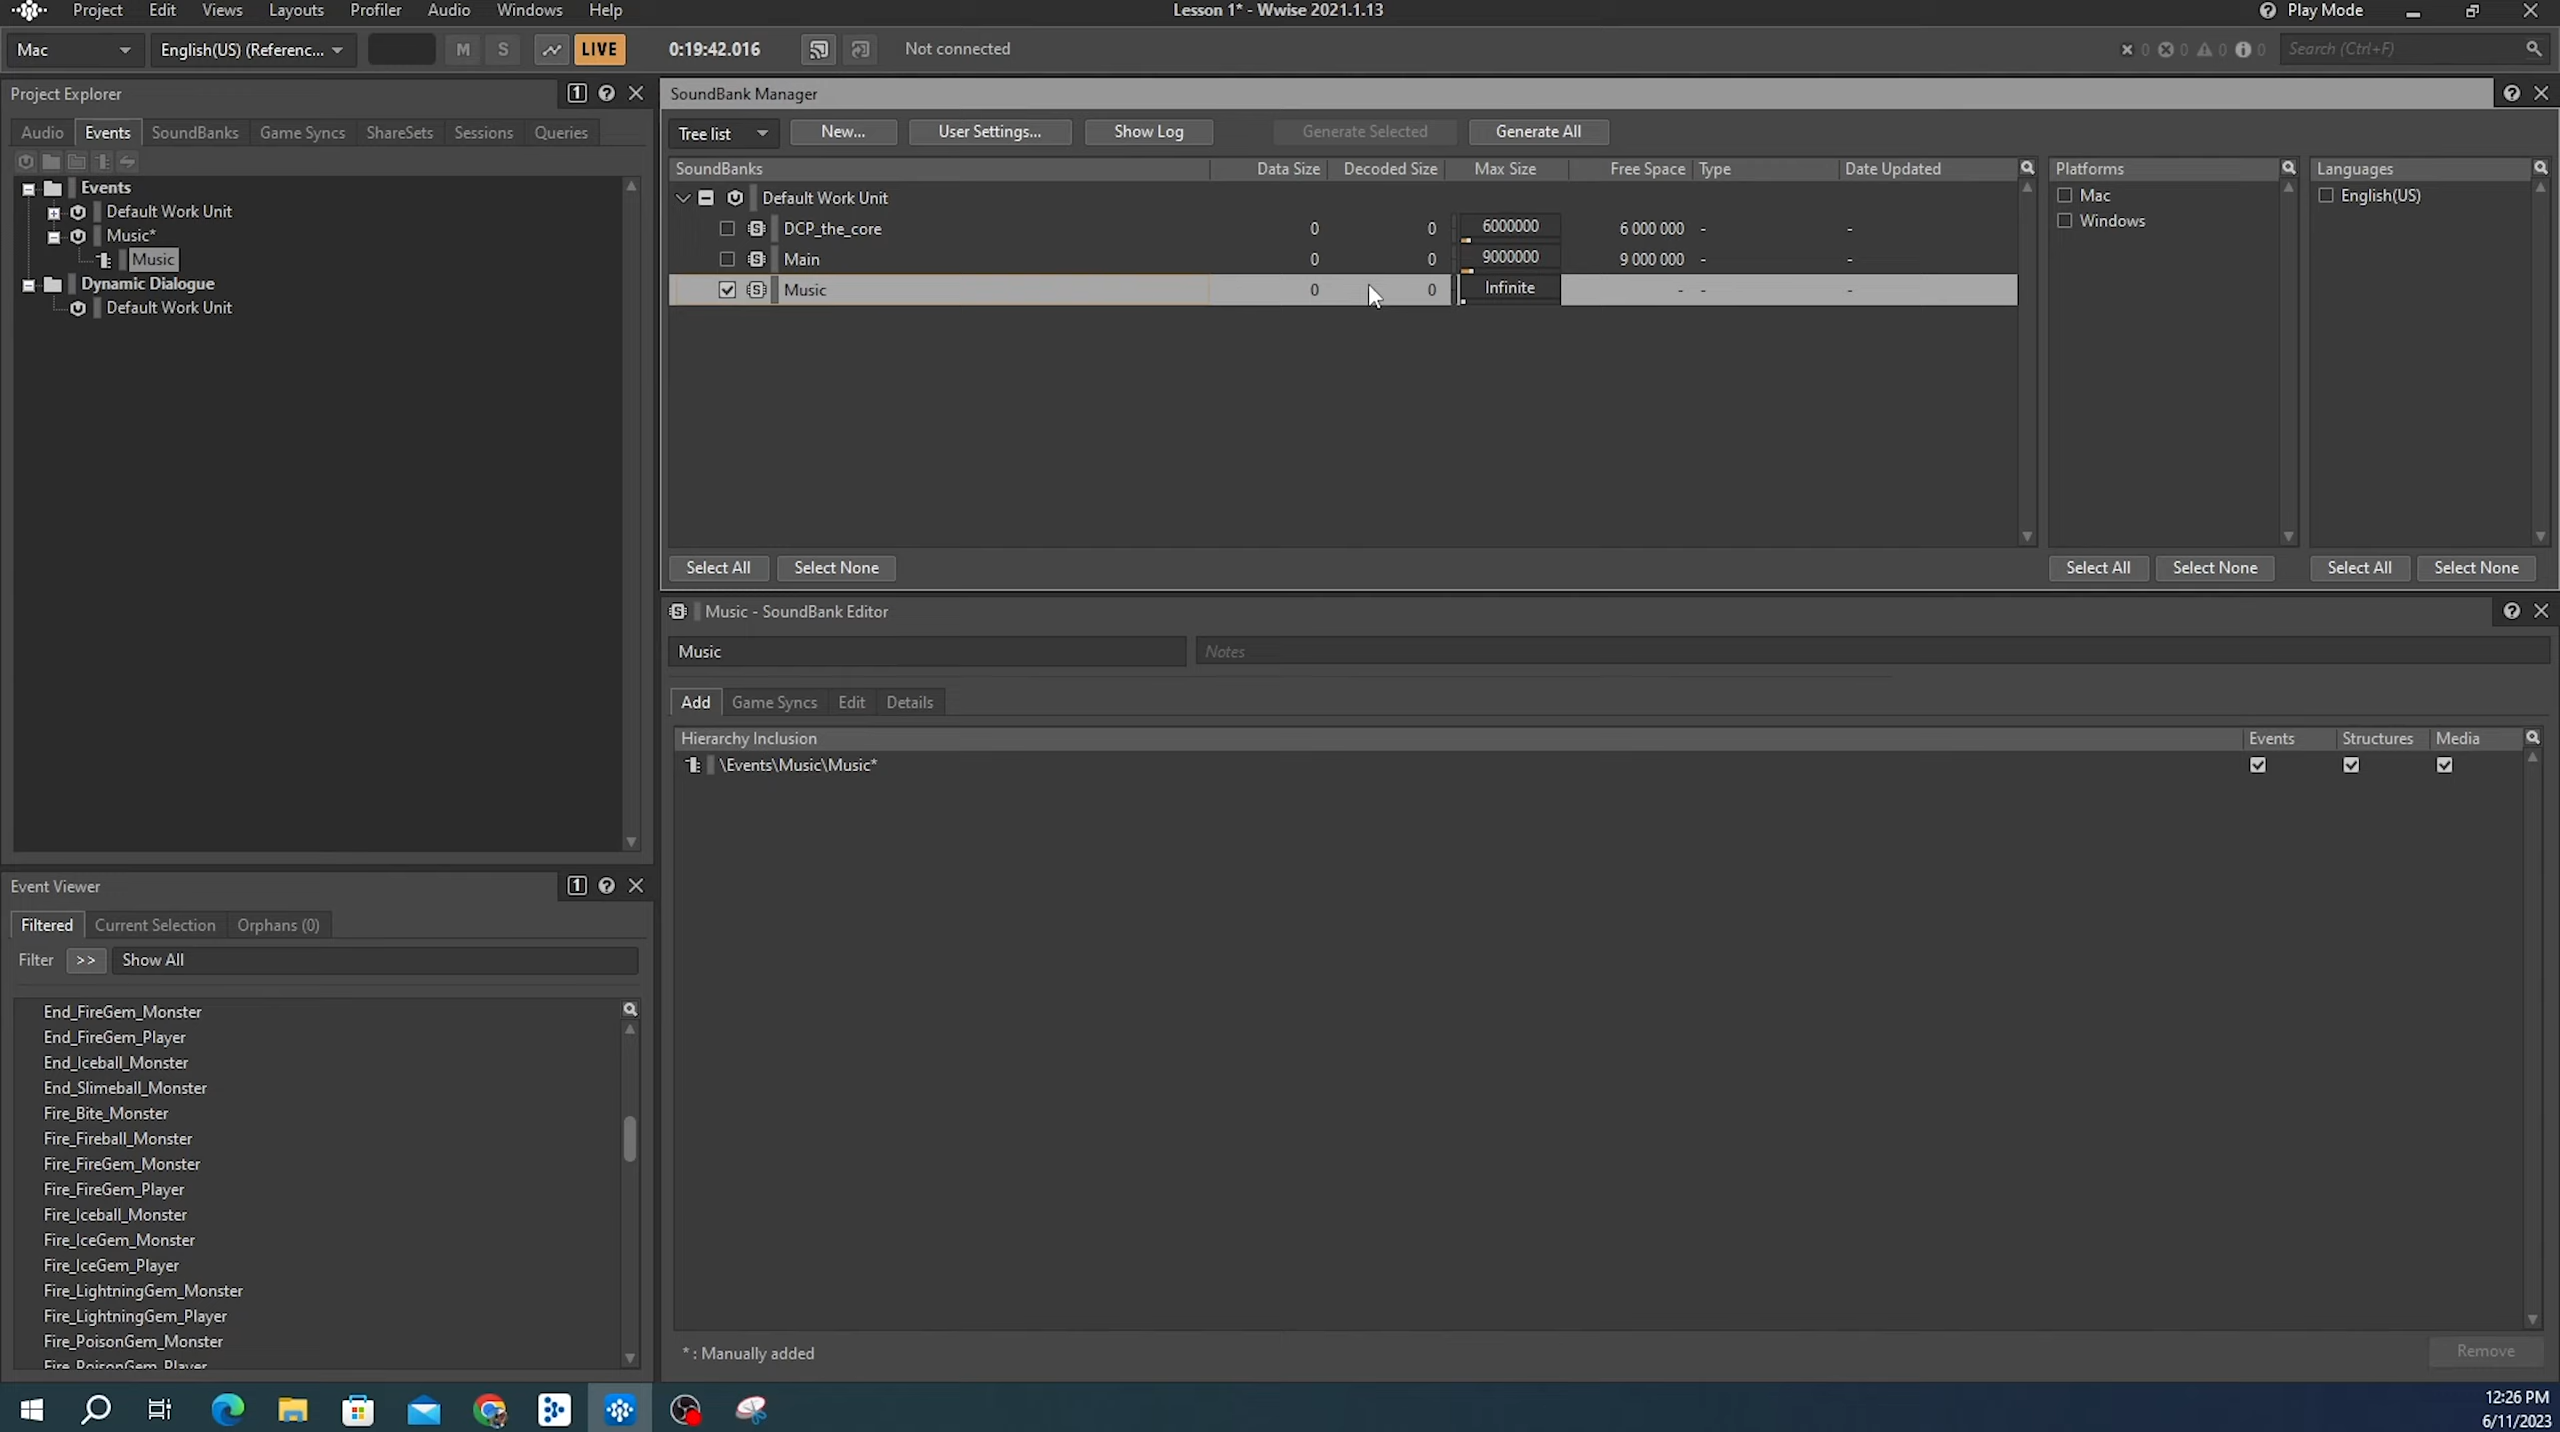 Project Edit Views Layouts Profiler Audio Windows Help Lesson 1* - Wwise 2021.1.13 Play Mode
Mac English(US) (Referenc... M S LIVE 0:19:42.016 Not connected 0 0 0 0 Search (Ctrl+F)
Project Explorer 1
Audio Events SoundBanks Game Syncs ShareSets Sessions Queries
Events
Default Work Unit
Music*
Music
Dynamic Dialogue
Default Work Unit
Event Viewer 1
Filtered Current Selection Orphans (0)
Filter >> Show All
End_FireGem_Monster
End_FireGem_Player
End_Iceball_Monster
End_Slimeball_Monster
Fire_Bite_Monster
Fire_Fireball_Monster
Fire_FireGem_Monster
Fire_FireGem_Player
Fire_Iceball_Monster
Fire_IceGem_Monster
Fire_IceGem_Player
Fire_LightningGem_Monster
Fire_LightningGem_Player
Fire_PoisonGem_Monster
Fire_PoisonGem_Player
SoundBank Manager
Tree list New... User Settings... Show Log Generate Selected Generate All
SoundBanks Data Size Decoded Size Max Size Free Space Type Date Updated
Default Work Unit
DCP_the_core 0 0 6000000 6 000 000 - -
Main 0 0 9000000 9 000 000 - -
Music 0 0 Infinite - - -
Select All Select None
Platforms
Mac
Windows
Select All Select None
Languages
English(US)
Select All Select None
Music - SoundBank Editor
Music Notes
Add Game Syncs Edit Details
Hierarchy Inclusion Events Structures Media
\Events\Music\Music*
* : Manually added Remove
12:26 PM
6/11/2023